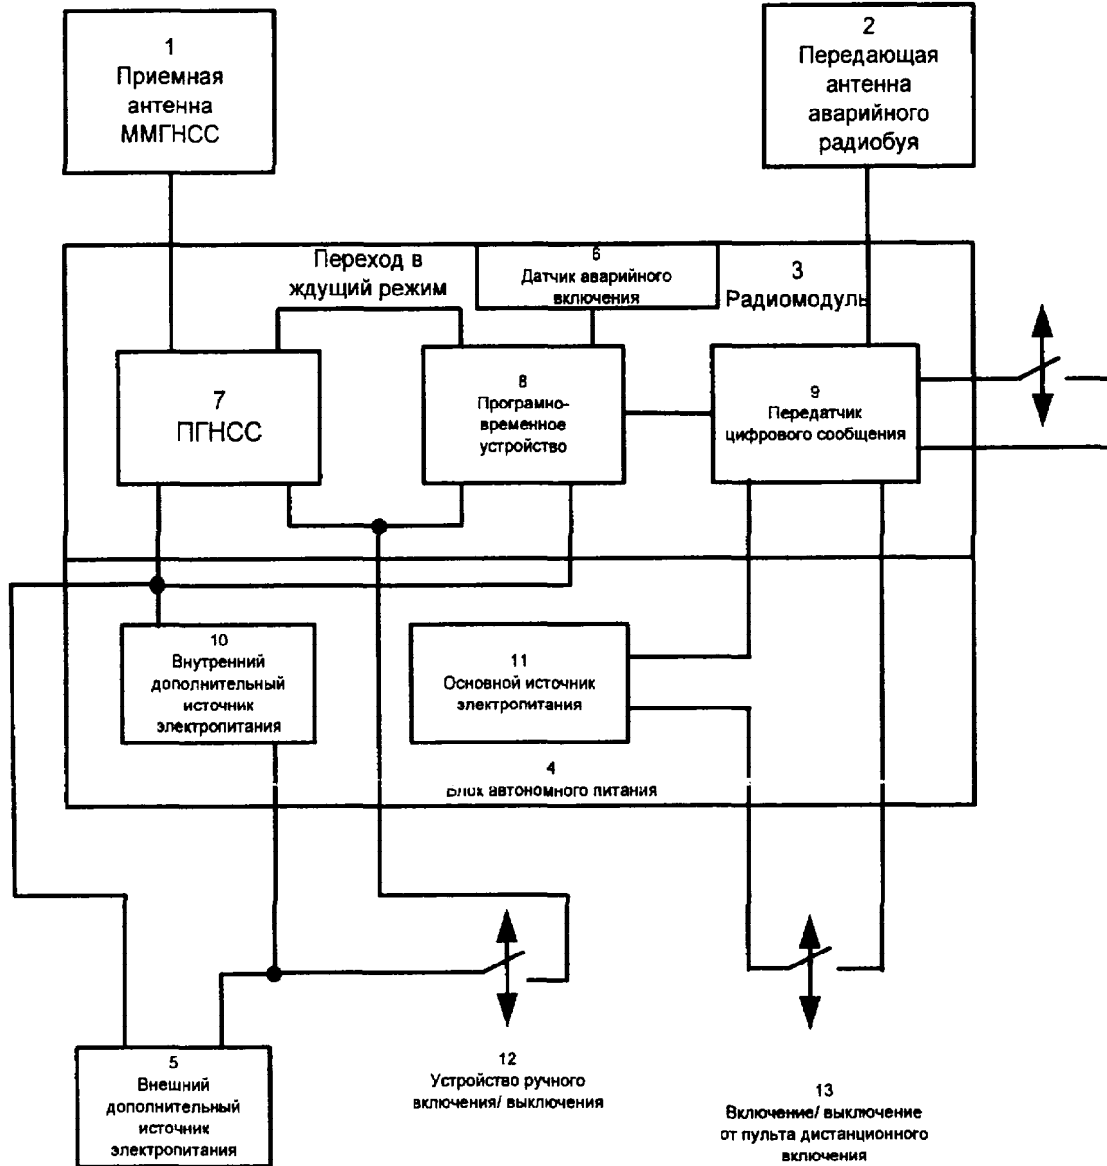 1
Приемная
антенна
ММГНСС
2
Передающая
антенна
аварийного
радиобуя
Переход в
ждущий режим
6
Датчик аварийного
включения
3
Радиомодуль
7
ПГНСС
8
Програмно-
временное
устройство
9
Передатчик
цифрового сообщения
10
Внутренний
дополнительный
источник
электропитания
11
Основной источник
электропитания
4
Блок автономного питания
5
Внешний
дополнительный
источник
электропитания
12
Устройство ручного
включения/ выключения
13
Включение/ выключение
от пульта дистанционного
включения